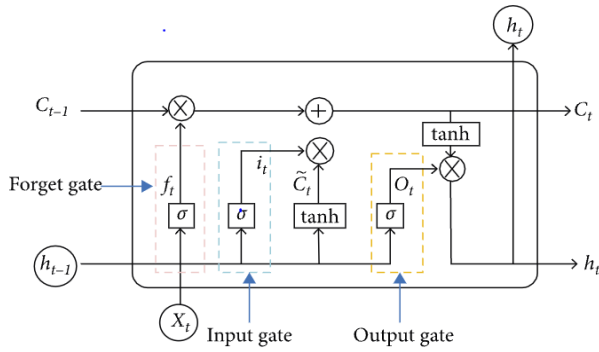 h_t
C_{t-1}
C_t
tanh
Forget gate
f_t
i_t
C̃_t
O_t
σ
σ
tanh
σ
h_{t-1}
h_t
X_t
Input gate
Output gate